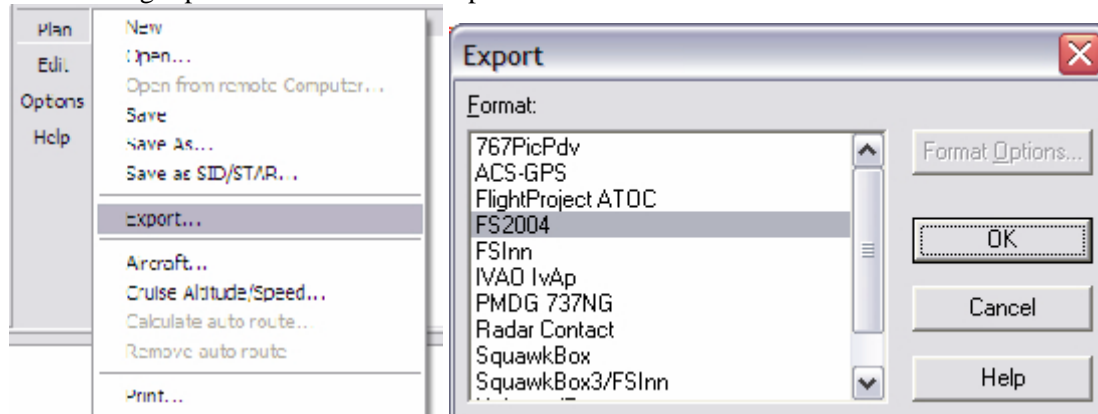 Plan
Edit
Options
Help
New
Open...
Open from remote Computer...
Save
Save As...
Save as SID/STAR...
Export...
Aircraft...
Cruise Altitude/Speed...
Calculate auto route...
Remove auto route
Print...
Export
Format:
767PicPdv
ACS-GPS
FlightProject ATOC
FS2004
FSInn
IVAO IvAp
PMDG 737NG
Radar Contact
SquawkBox
SquawkBox3/FSInn
Format Options...
OK
Cancel
Help